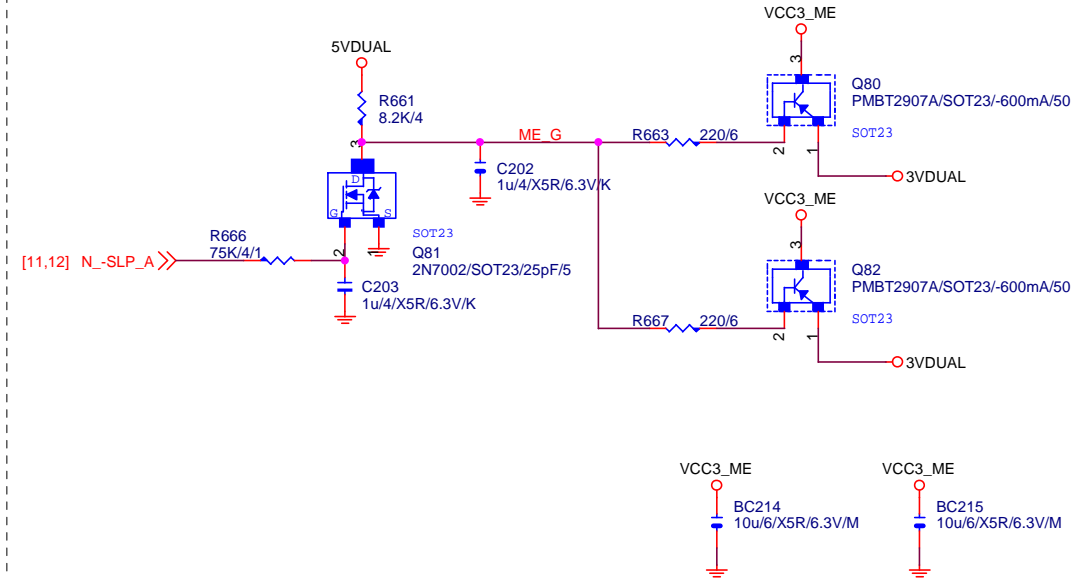 VCC3_ME
3
Q80
PMBT2907A/SOT23/-600mA/50
SOT23
2
1
3VDUAL
5VDUAL
R661
8.2K/4
3
ME_G
R663
220/6
C202
1u/4/X5R/6.3V/K
D
G
S
SOT23
Q81
2N7002/SOT23/25pF/5
2
1
R666
75K/4/1
[11,12] N_-SLP_A
C203
1u/4/X5R/6.3V/K
VCC3_ME
3
Q82
PMBT2907A/SOT23/-600mA/50
SOT23
R667
220/6
2
1
3VDUAL
VCC3_ME
BC214
10u/6/X5R/6.3V/M
VCC3_ME
BC215
10u/6/X5R/6.3V/M